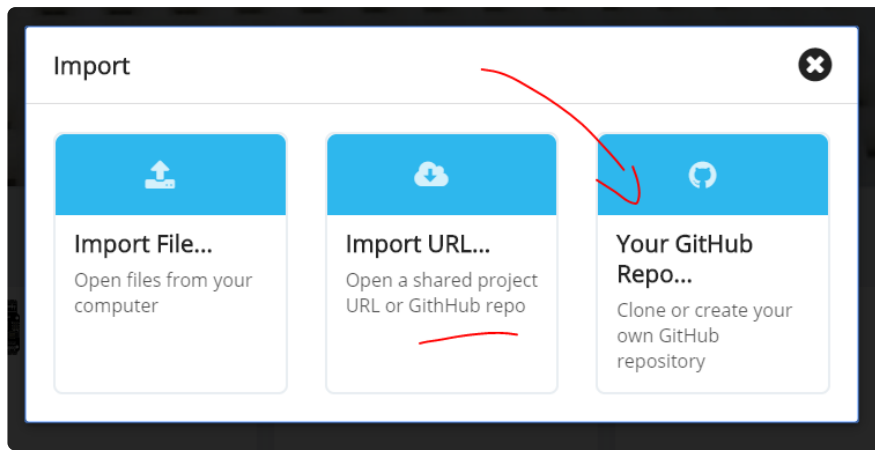 Import
Import File...
Open files from your
computer
Import URL...
Open a shared project
URL or GithHub repo
Your GitHub
Repo...
Clone or create your
own GitHub
repository